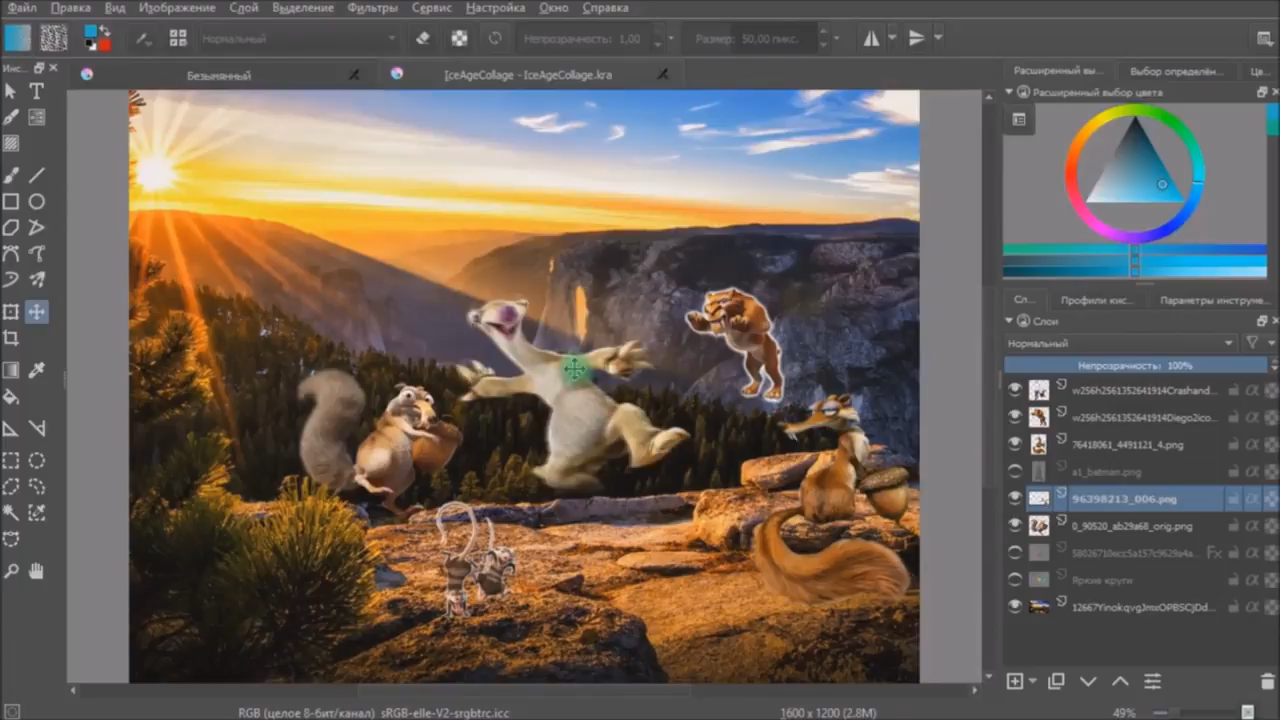 Файл Правка Вид Изображение Слой Выделение Фильтры Сервис Настройка Окно Справка
Нормальный
Непрозрачность: 1,00
Размер: 50,00 пикс.
Инс...
Безымянный
IceAgeCollage - IceAgeCollage.kra
Расширенный вы...
Выбор определён...
Цв...
Расширенный выбор цвета
Сл...
Профили кис...
Параметры инструме...
Слои
Нормальный
Непрозрачность: 100%
w256h2561352641914Crashand...
w256h2561352641914Diego2ico...
76418061_4491121_4.png
a1_batman.png
96398213_006.png
0_90520_ab29a68_orig.png
Fx
Яркие круги
RGB (целое 8-бит/канал) sRGB-elle-V2-srgbtrc.icc
1600 x 1200 (2.8M)
49%